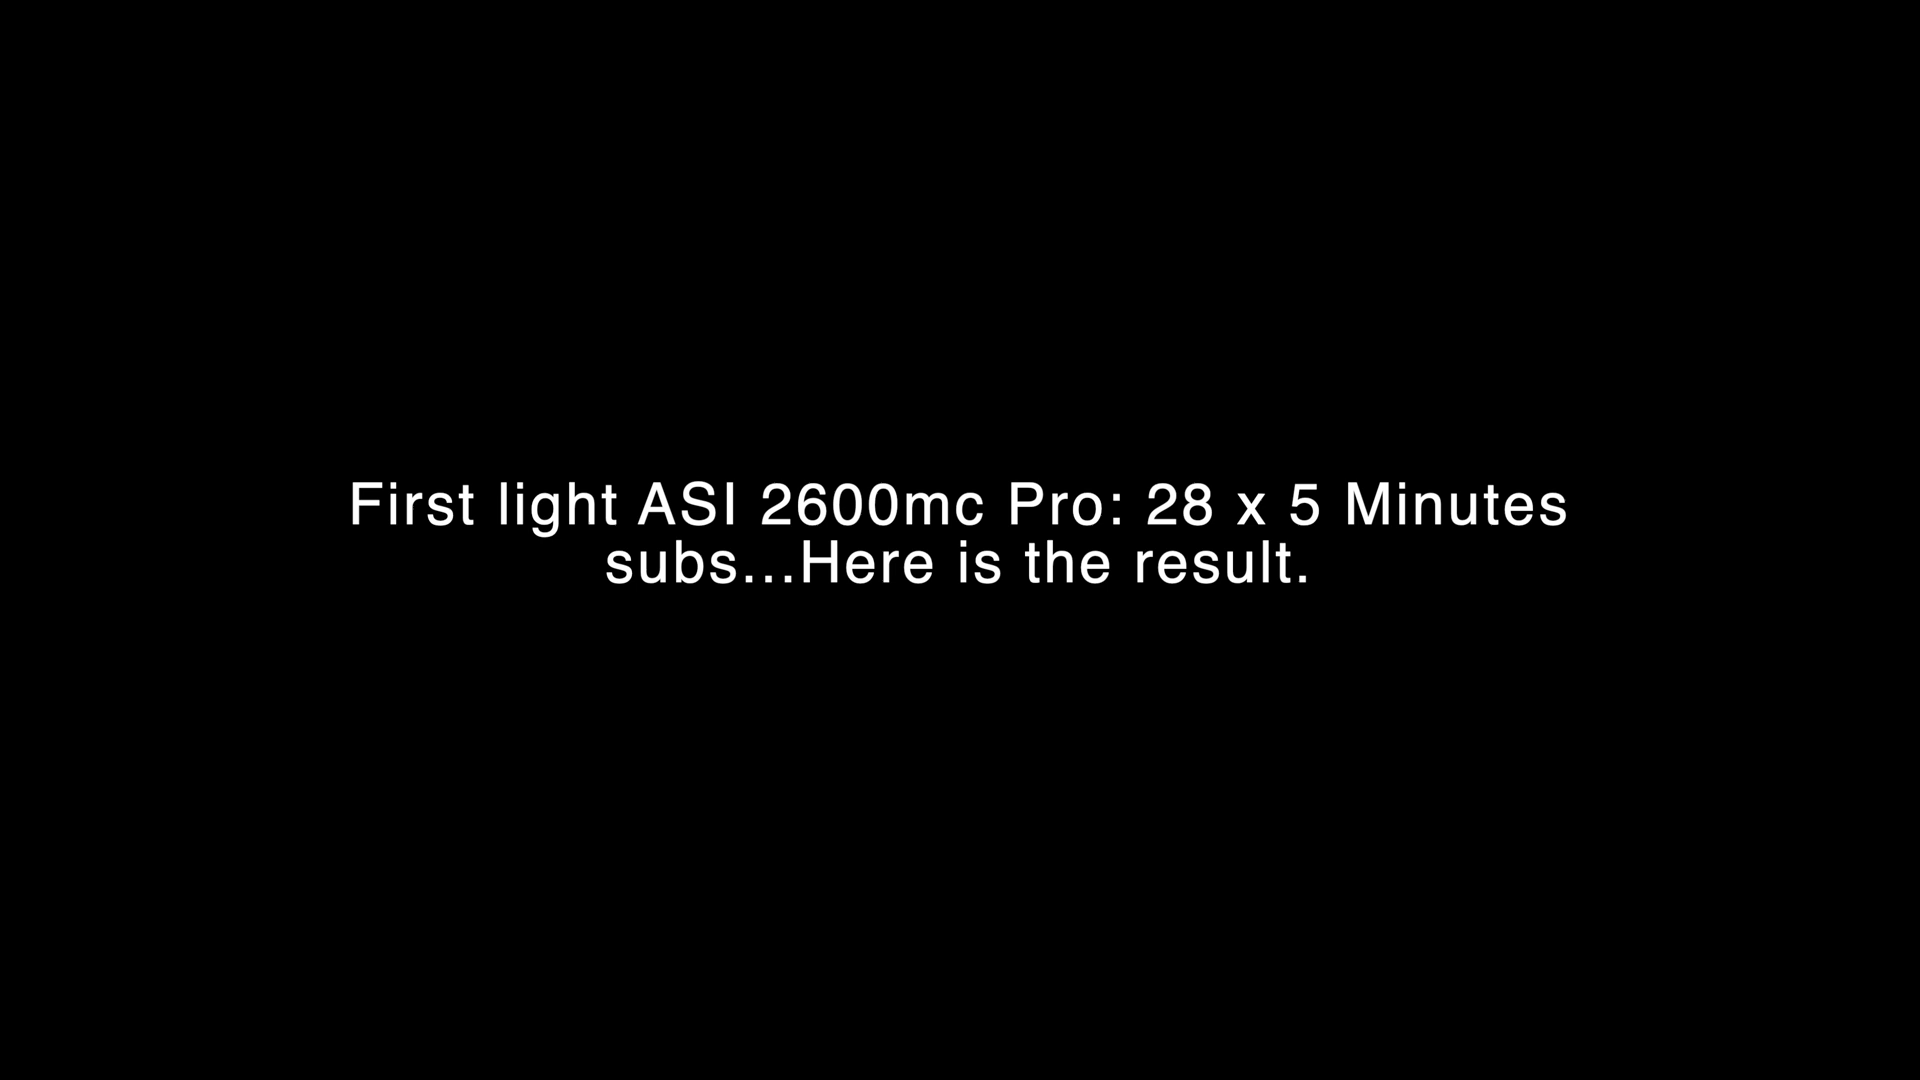 First light ASI 2600mc Pro: 28 x 5 Minutes
subs...Here is the result.